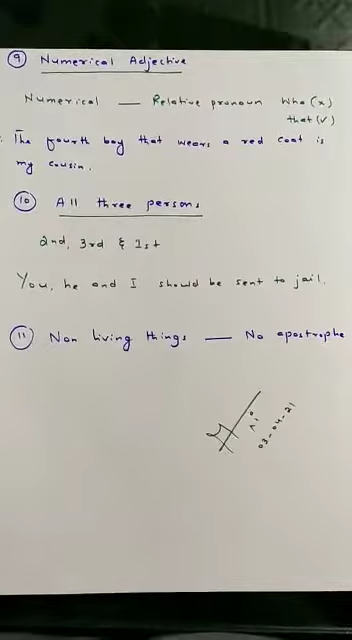 9 Numerical Adjective
Numerical — Relative pronoun Who (x)
that (✓)
The fourth boy that wears a red coat is
my cousin.
10 All three persons
2nd, 3rd & 1st
You, he and I should be sent to jail.
11 Non living things — No apostrophe
03-04-21